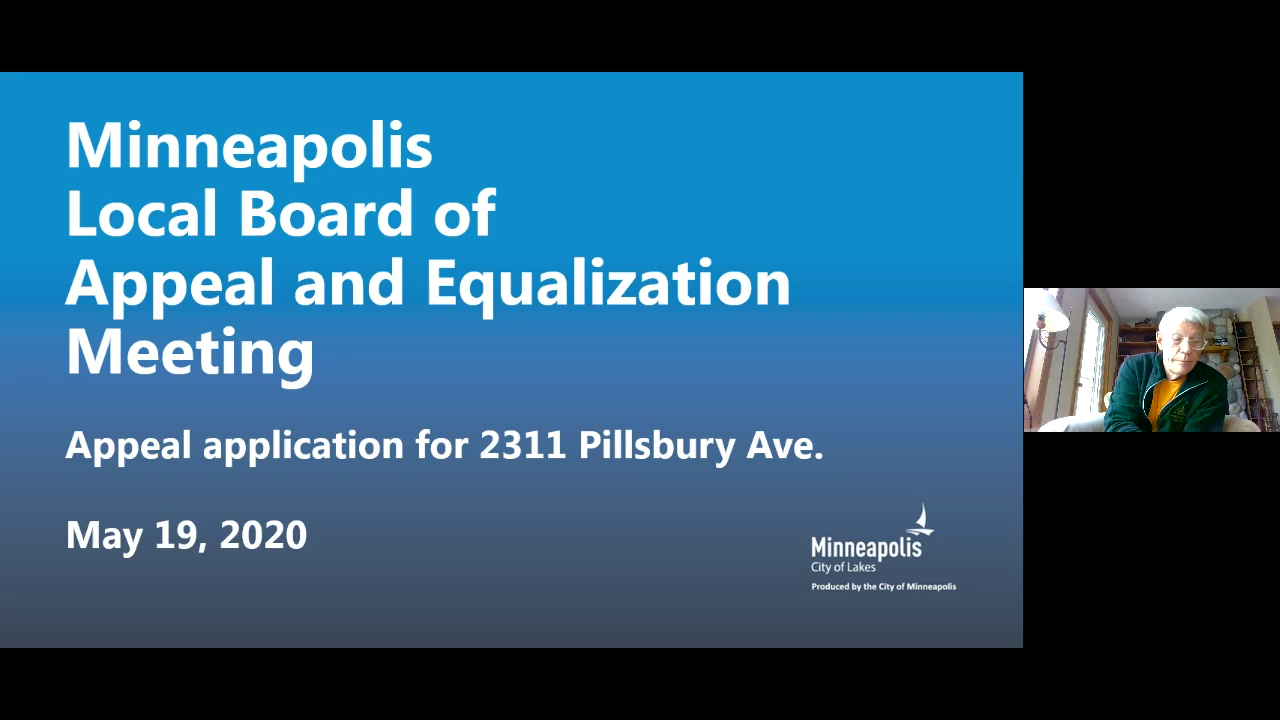 Minneapolis
Local Board of
Appeal and Equalization
Meeting
Appeal application for 2311 Pillsbury Ave.
May 19, 2020
Minneapolis
City of Lakes
Produced by the City of Minneapolis